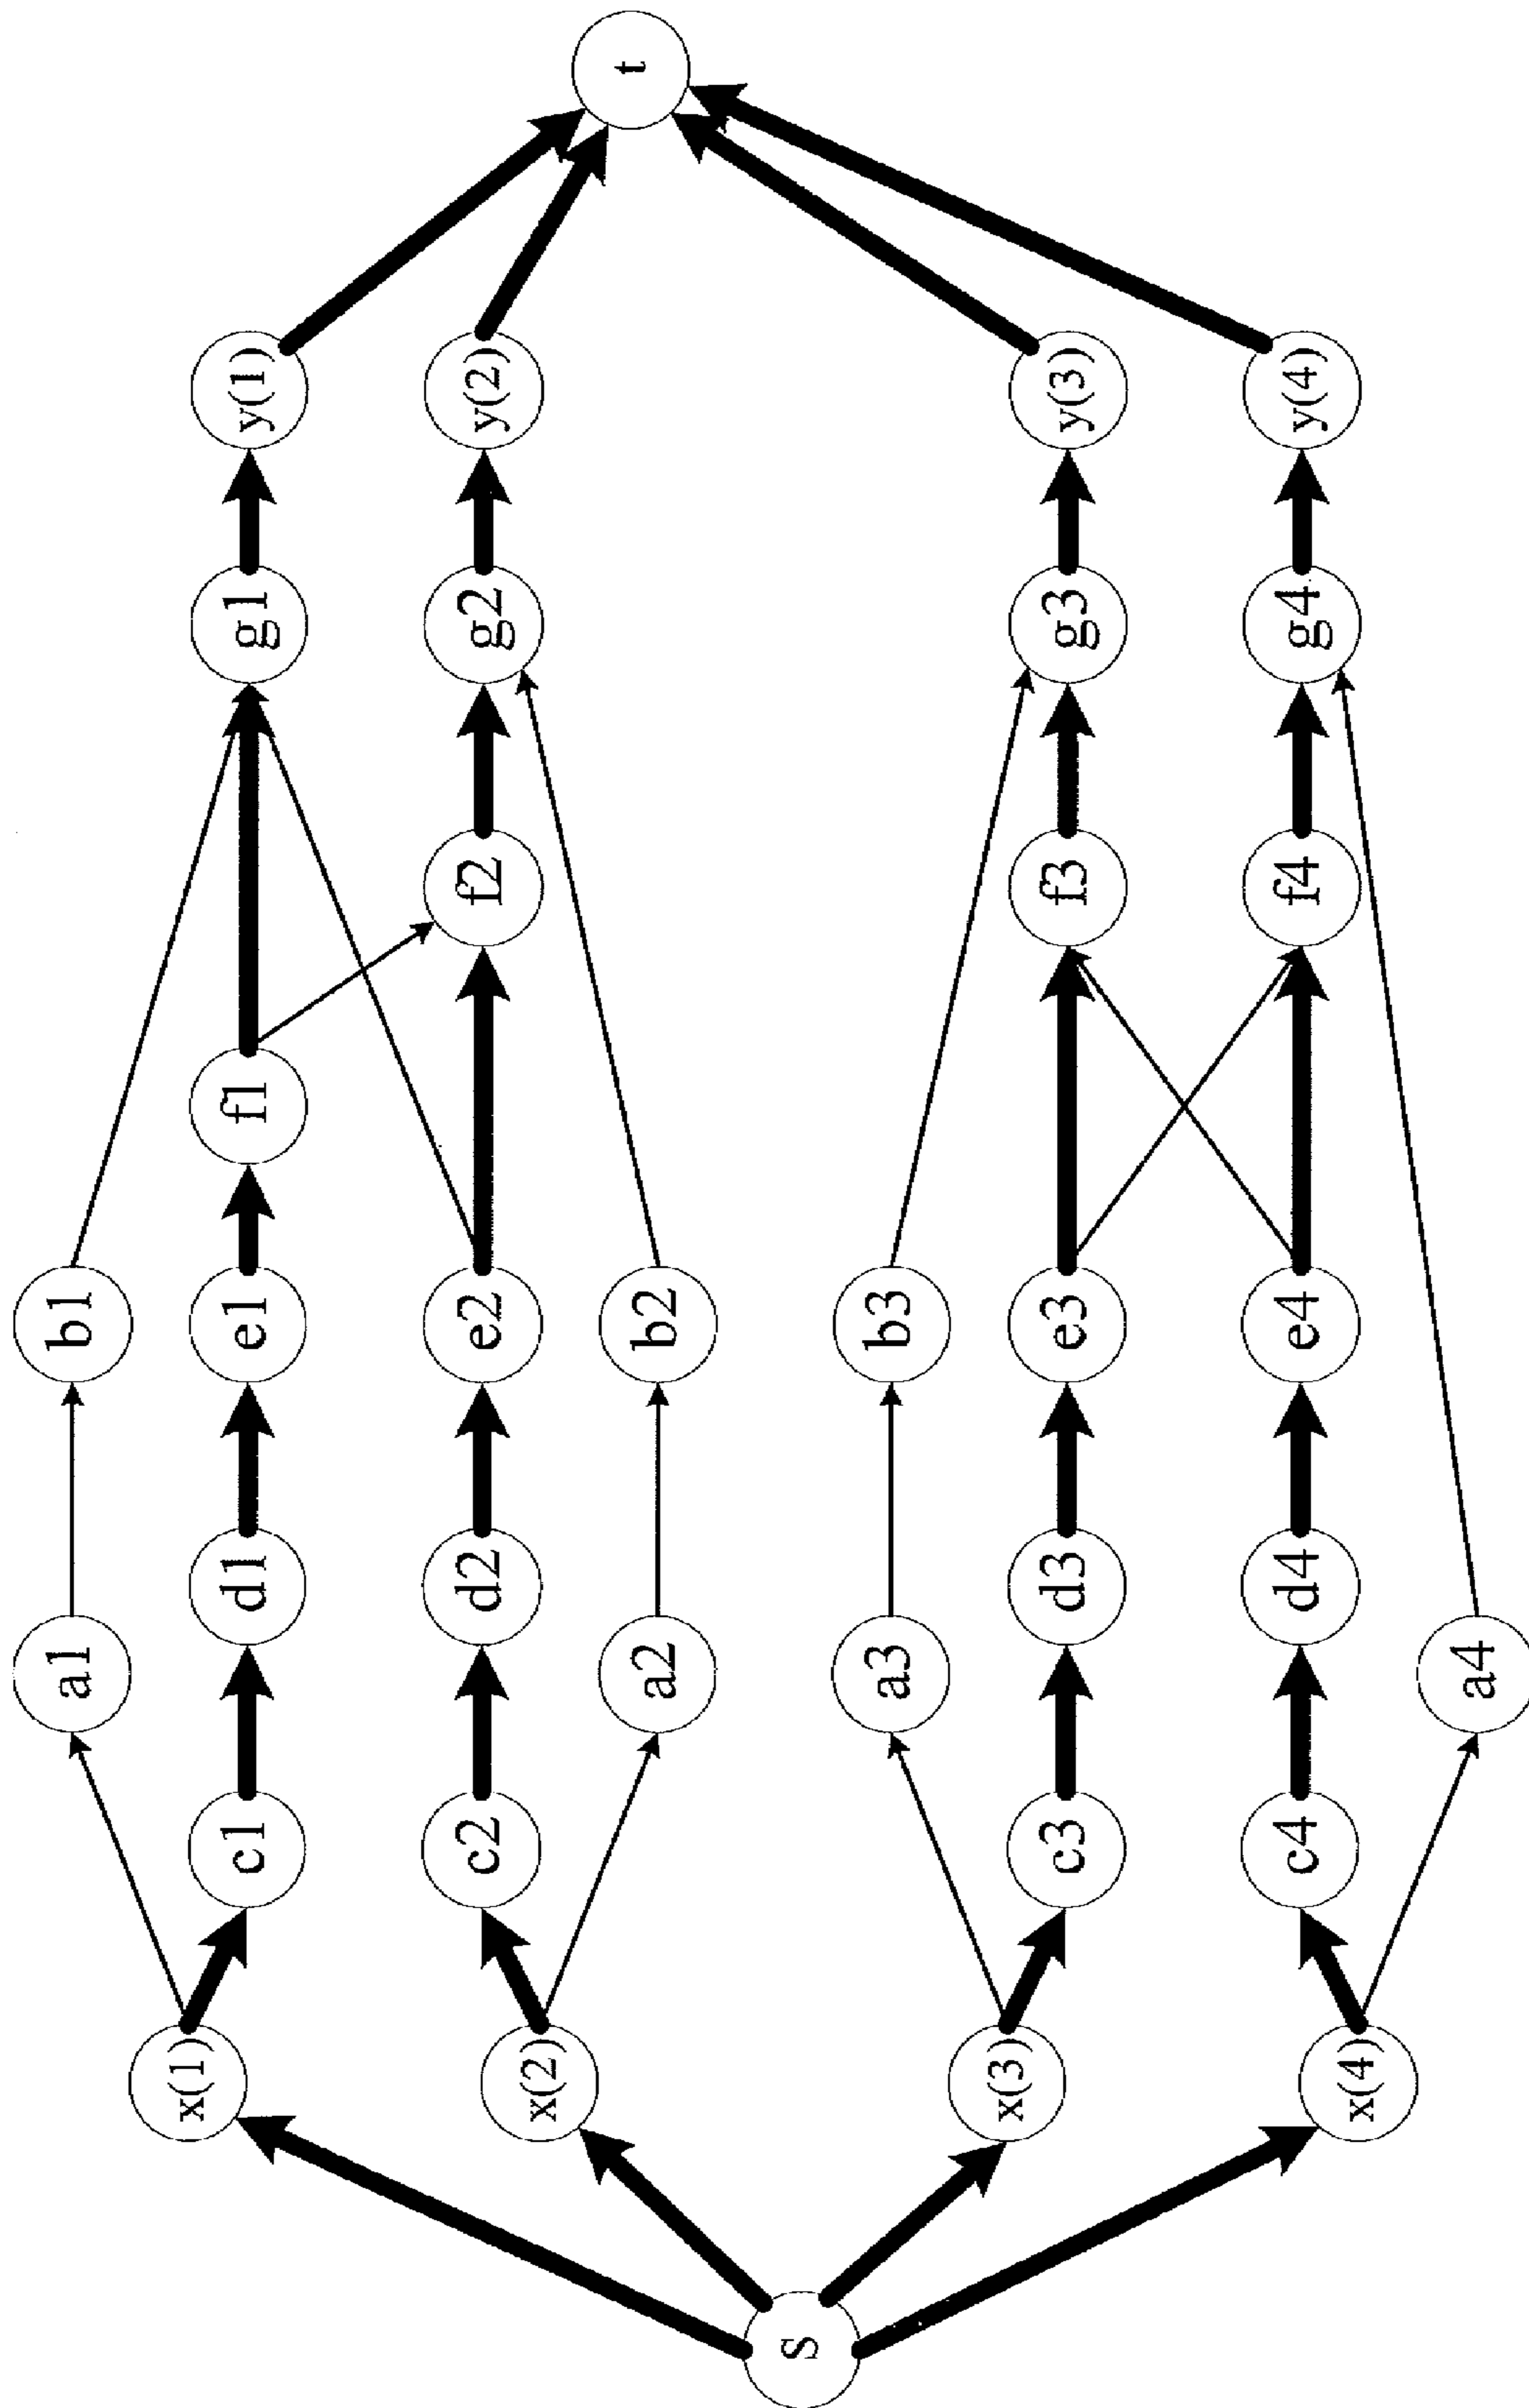 t
y(1)
y(2)
y(3)
y(4)
g1
g2
g3
g4
f2
f3
f4
f1
b1
e1
e2
b2
b3
e3
e4
d1
d2
d3
d4
a1
a2
a3
a4
c1
c2
c3
c4
x(1)
x(2)
x(3)
x(4)
S